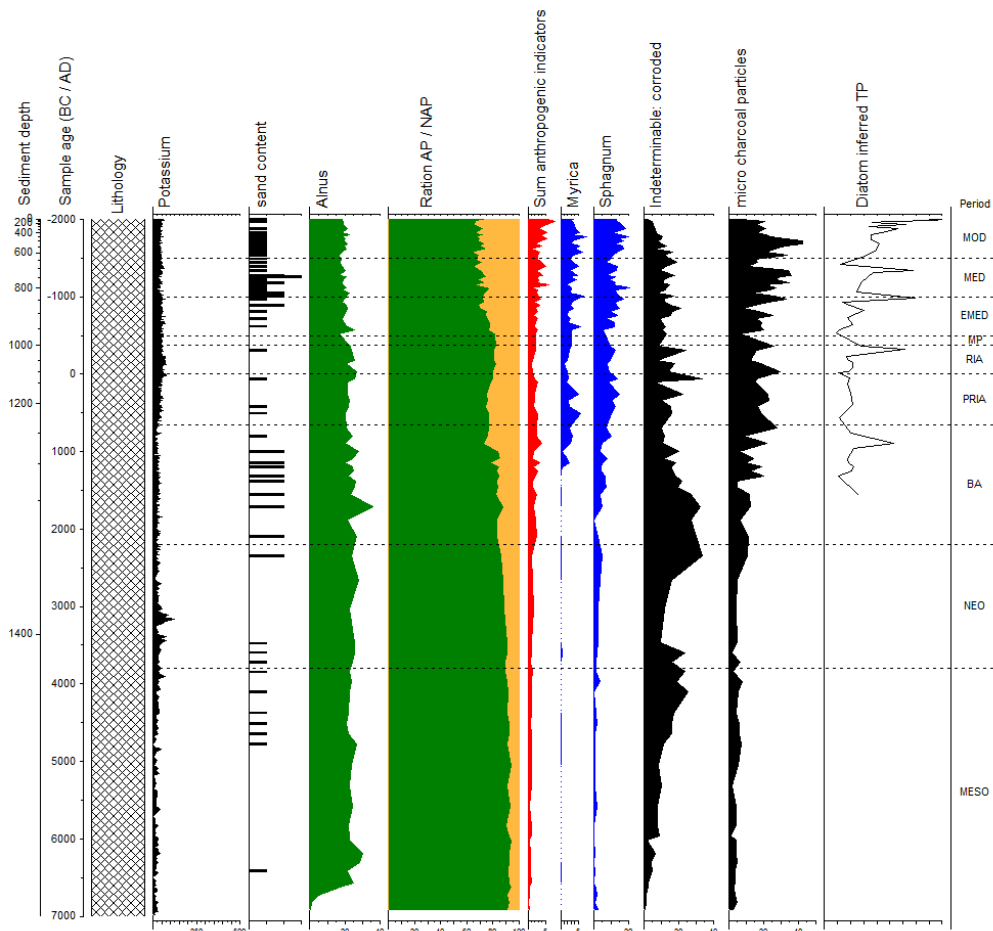 Sediment depth
Sample age (BC / AD)
Lithology
Potassium
sand content
Alnus
Ration AP / NAP
Sum anthropogenic indicators
Myrica
Sphagnum
Indeterminable: corroded
micro charcoal particles
Diatom inferred TP
Period
0
200
400
600
800
1000
1200
1400
-2000
-1000
1000
0
1000
2000
3000
4000
5000
6000
7000
MOD
MED
EMED
MP
RIA
PRIA
BA
NEO
MESO